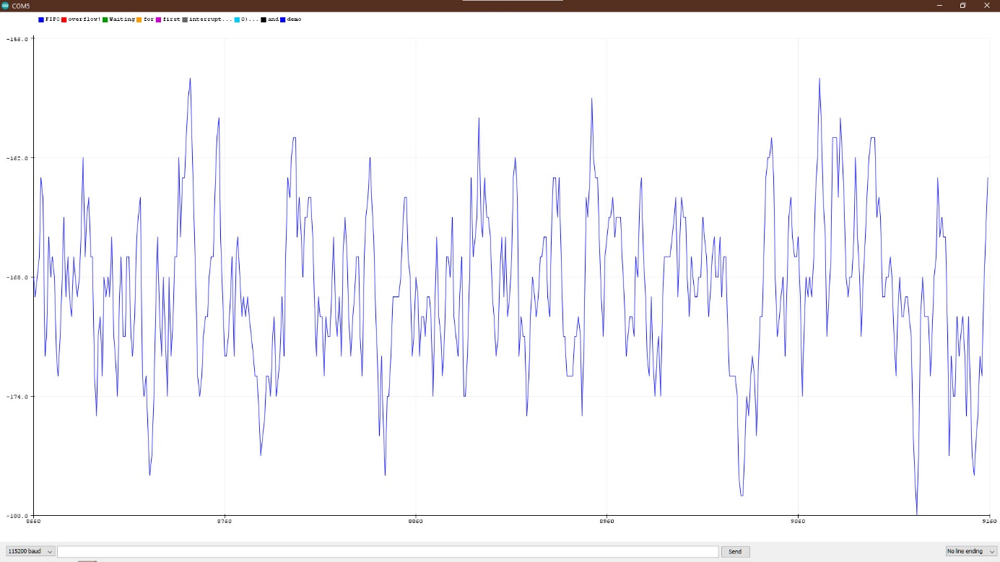 COM5
FIFO overflow! Waiting for first interrupt... 0)... and demo
-156.0
-162.0
-168.0
-174.0
-180.0
8660 8760 8860 8960 9060 9160
115200 baud Send No line ending